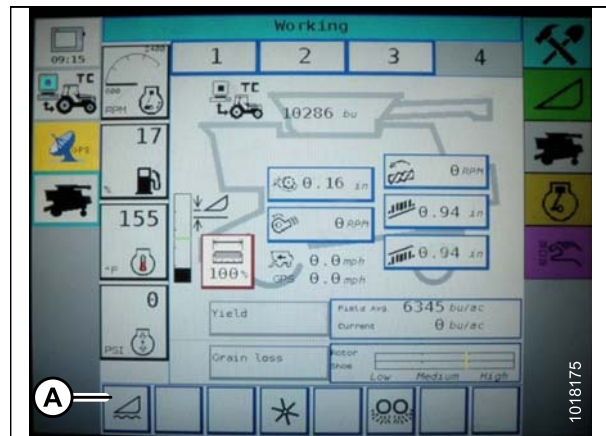 Working
09:15
1 2 3 4
2400
600
RPM
TC
TC
10286 bu
GPS
17
%
0.16 in
0 RPM
0 RPM
0.94 in
155
°F
0.94 in
100%
0.0 mph
GPS 0.0 mph
0
PSI
Yield
Field Avg. 6345 bu/ac
Current 0 bu/ac
Grain loss
Rotor
Shoe
Low Medium High
A
1018175